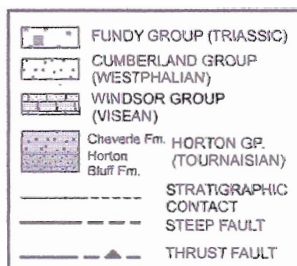 FUNDY GROUP (TRIASSIC)
CUMBERLAND GROUP
(WESTPHALIAN)
WINDSOR GROUP
(VISEAN)
Cheverie Fm. HORTON GP.
Horton (TOURNAISIAN)
Bluff Fm.
STRATIGRAPHIC
CONTACT
STEEP FAULT
THRUST FAULT